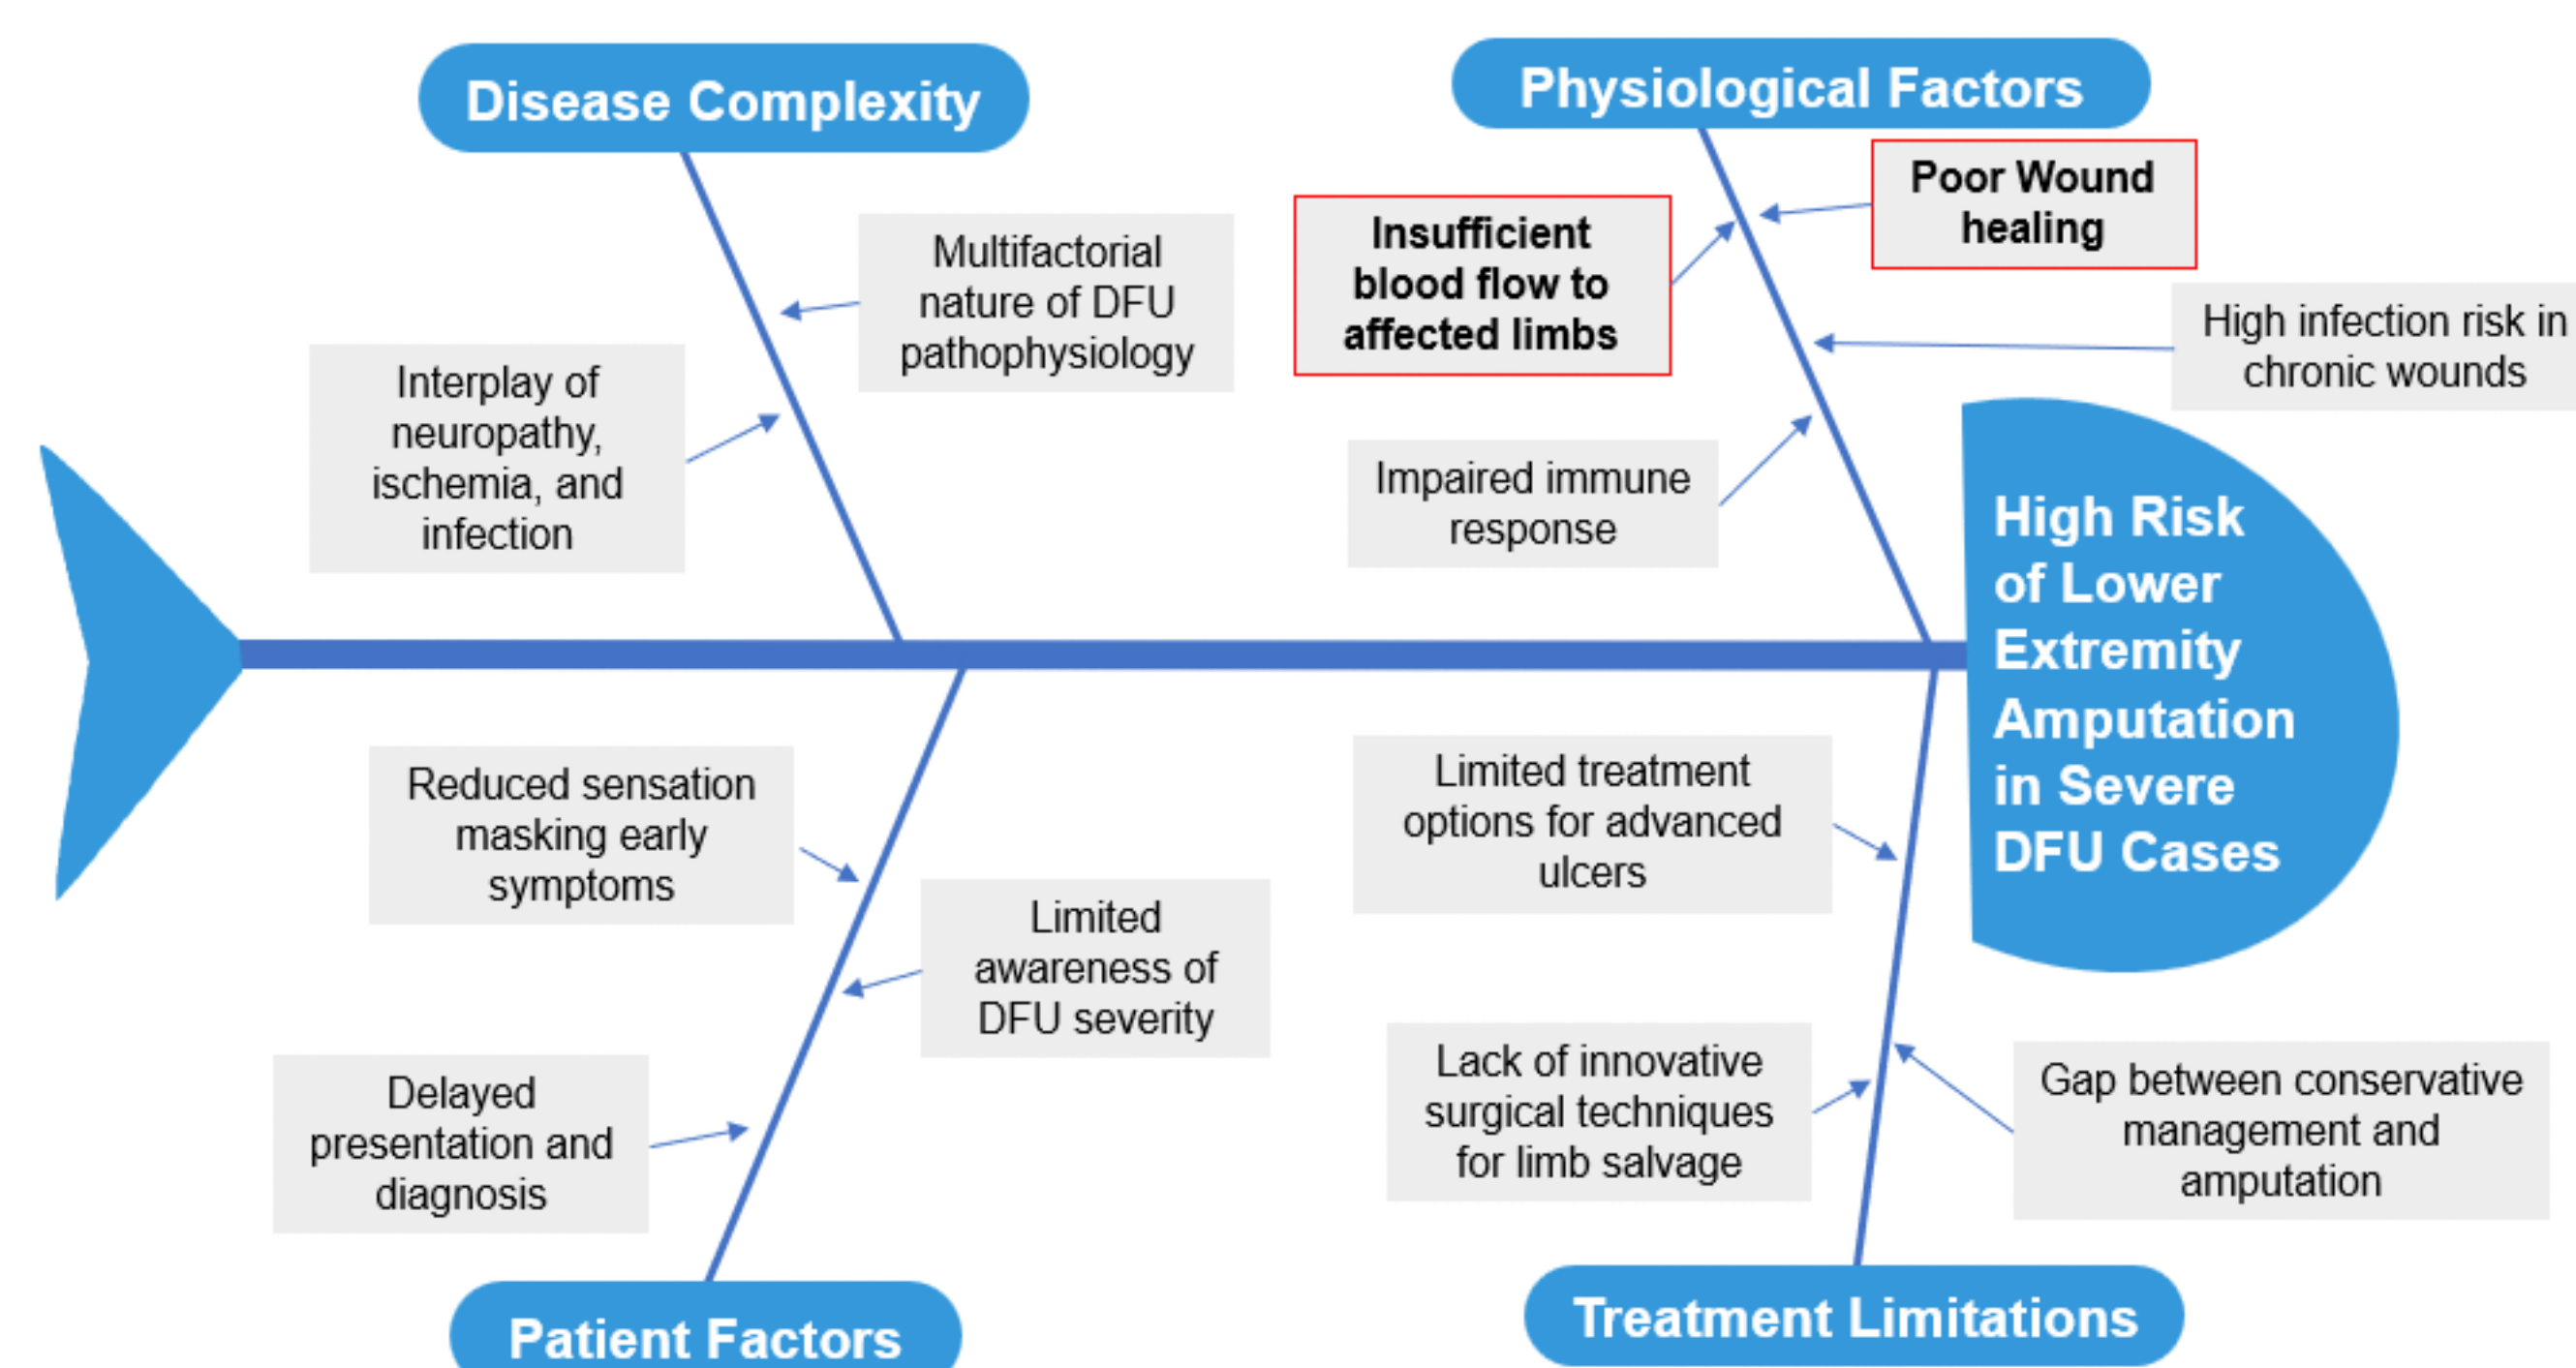 Disease Complexity
Physiological Factors
Multifactorial
nature of DFU
pathophysiology
Interplay of
neuropathy,
ischemia, and
infection
Poor Wound
healing
Insufficient
blood flow to
affected limbs
High infection risk in
chronic wounds
Impaired immune
response
High Risk
of Lower
Extremity
Amputation
in Severe
DFU Cases
Reduced sensation
masking early
symptoms
Limited
awareness of
DFU severity
Delayed
presentation and
diagnosis
Limited treatment
options for advanced
ulcers
Lack of innovative
surgical techniques
for limb salvage
Gap between conservative
management and
amputation
Patient Factors
Treatment Limitations